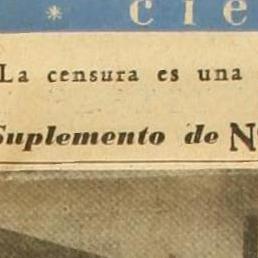 * cie
La censura es una
Suplemento de N